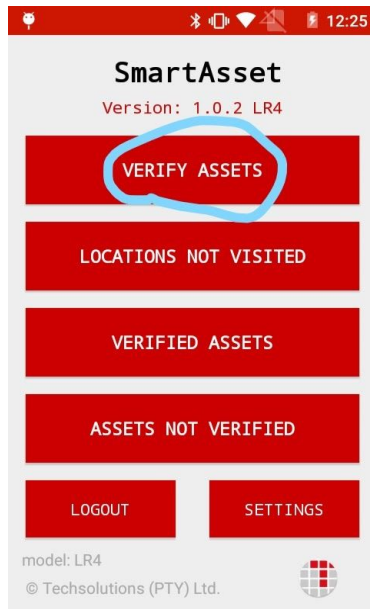 12:25
SmartAsset
Version: 1.0.2 LR4
VERIFY ASSETS
LOCATIONS NOT VISITED
VERIFIED ASSETS
ASSETS NOT VERIFIED
LOGOUT SETTINGS
model: LR4
© Techsolutions (PTY) Ltd.